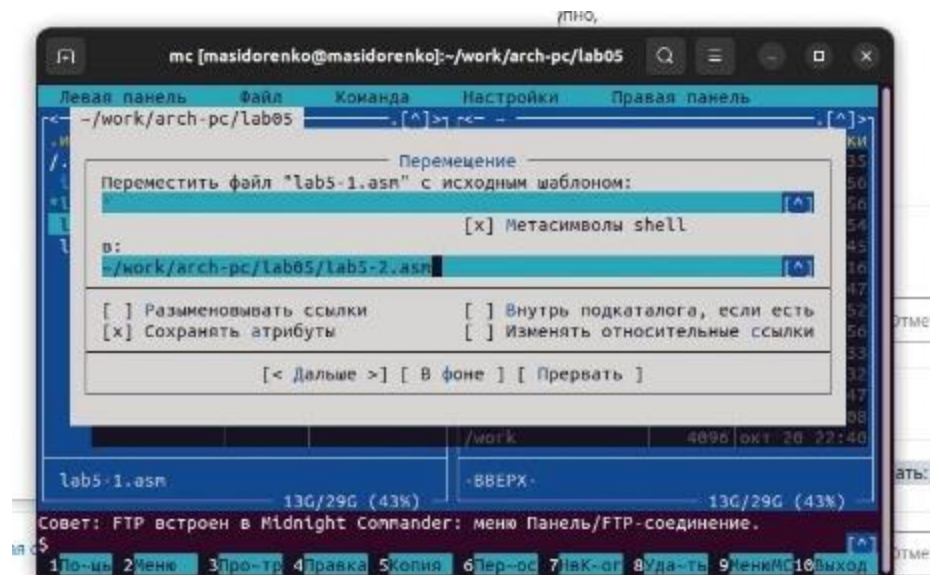 упно,
mc [masidorenko@masidorenko]:~/work/arch-pc/lab05
Левая панель Файл Команда Настройки Правая панель
~/work/arch-pc/lab05 .[^]> <- ~ .[^]>
Перемещение
Переместить файл "lab5-1.asm" с исходным шаблоном:
[^]
[x] Метасимволы shell
в:
~/work/arch-pc/lab05/lab5-2.asm [^]
[ ] Разыменовывать ссылки [ ] Внутрь подкаталога, если есть
[x] Сохранять атрибуты [ ] Изменять относительные ссылки
[< Дальше >] [ В фоне ] [ Прервать ]
/work 4096 окт 20 22:40
lab5-1.asm -ВВЕРХ-
13G/29G (43%) 13G/29G (43%)
Совет: FTP встроен в Midnight Commander: меню Панель/FTP-соединение.
$ [^]
1По~щь 2Меню 3Про~тр 4Правка 5Копия 6Пер~ос 7НвК~ог 8Уда~ть 9МенюMC 10Выход